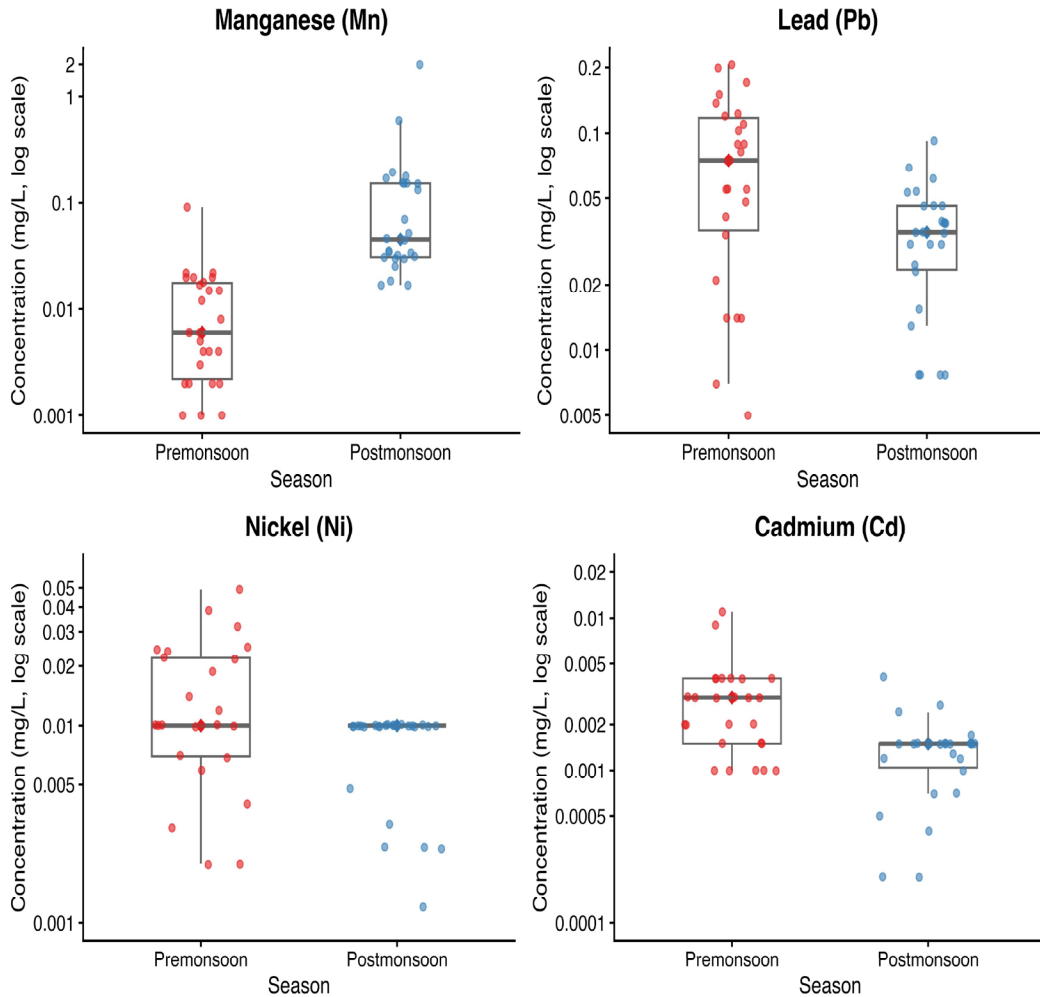 Manganese (Mn)
Concentration (mg/L, log scale)
2
1
0.1
0.01
0.001
Premonsoon
Postmonsoon
Season
Lead (Pb)
Concentration (mg/L, log scale)
0.2
0.1
0.05
0.02
0.01
0.005
Premonsoon
Postmonsoon
Season
Nickel (Ni)
Concentration (mg/L, log scale)
0.05
0.04
0.03
0.02
0.01
0.005
0.001
Premonsoon
Postmonsoon
Season
Cadmium (Cd)
Concentration (mg/L, log scale)
0.02
0.01
0.005
0.002
0.001
0.0005
0.0001
Premonsoon
Postmonsoon
Season